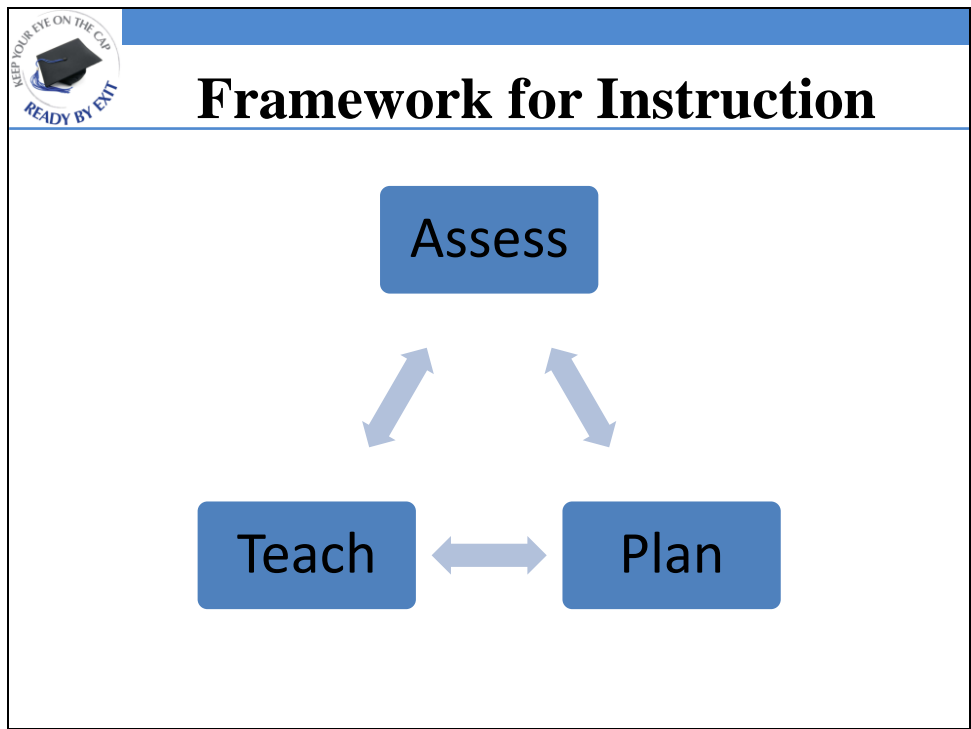 KEEP YOUR EYE ON THE CAP
READY BY EXIT
Framework for Instruction
Assess
Teach
Plan